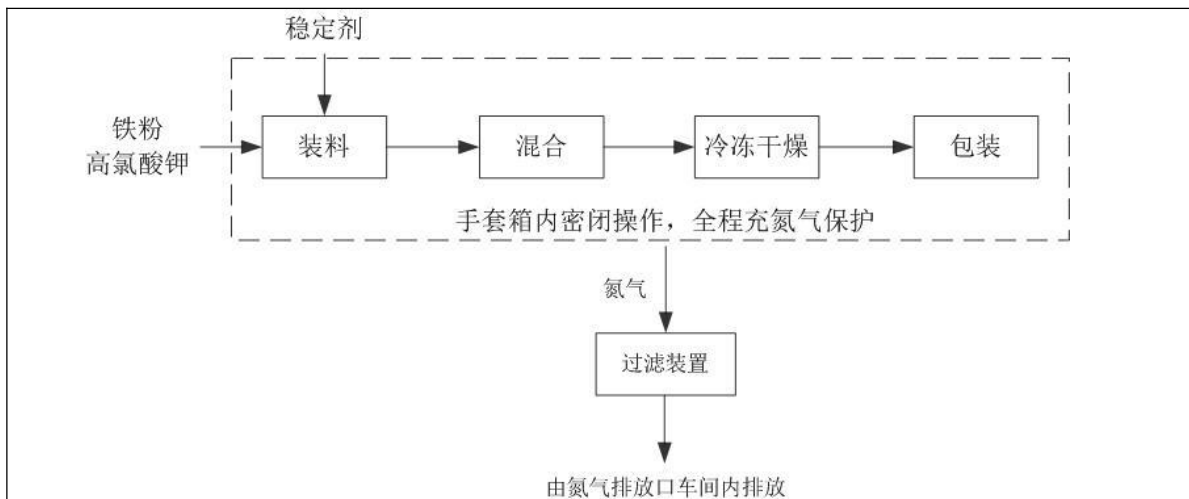 稳定剂
铁粉
高氯酸钾
装料
混合
冷冻干燥
包装
手套箱内密闭操作，全程充氮气保护
氮气
过滤装置
由氮气排放口车间内排放